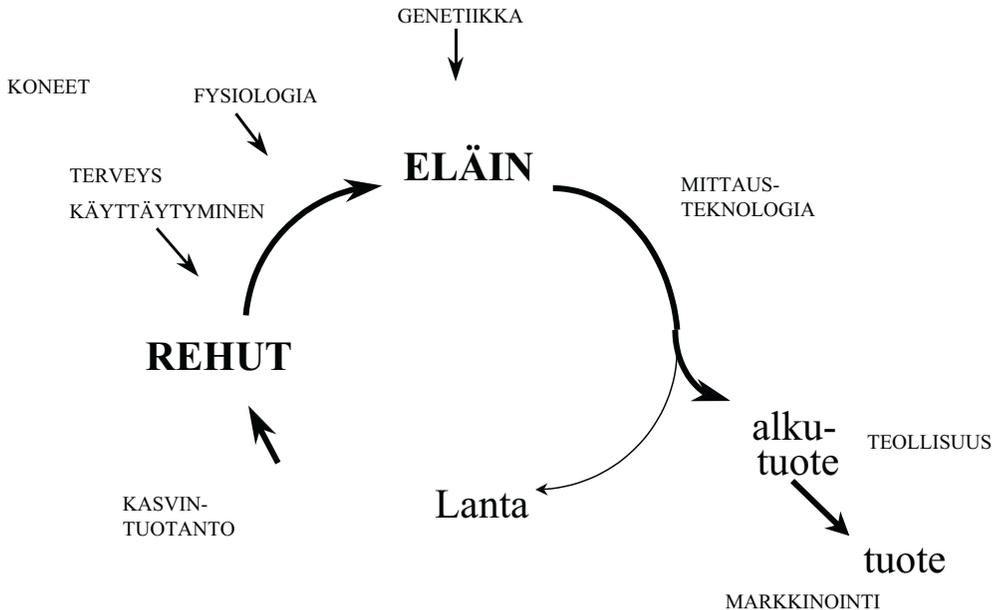 GENETIIKKA
KONEET
FYSIOLOGIA
ELÄIN
TERVEYS
KÄYTTÄYTYMINEN
MITTAUS-
TEKNOLOGIA
REHUT
alku-
tuote
TEOLLISUUS
Lanta
KASVIN-
TUOTANTO
tuote
MARKKINOINTI